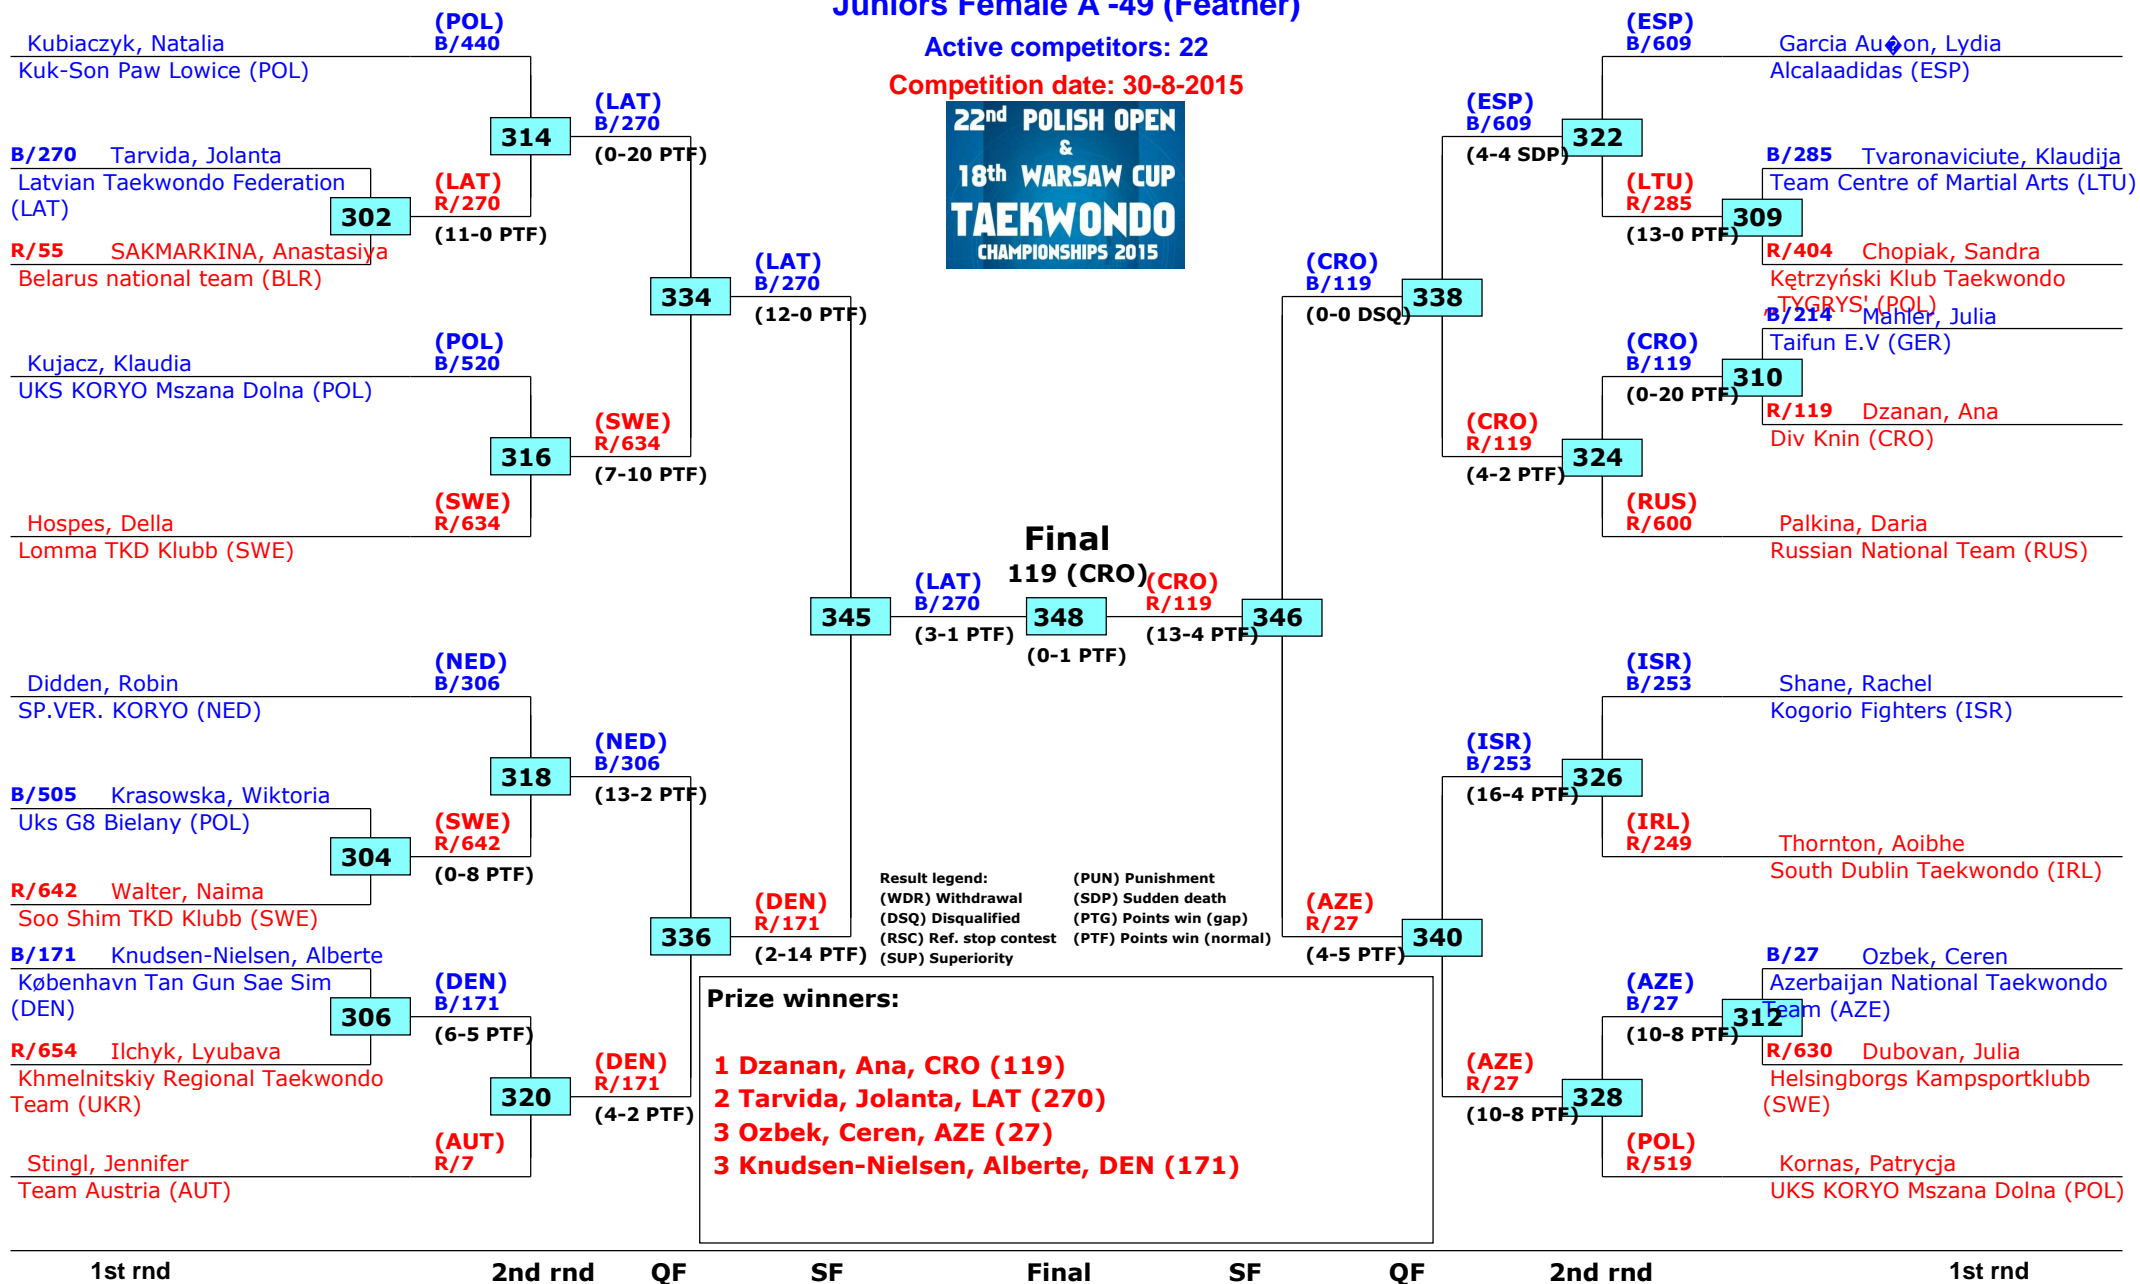 Juniors Female A -49 (Feather)
Active competitors: 22
Competition date: 30-8-2015
22nd POLISH OPEN
&
18th WARSAW CUP
TAEKWONDO
CHAMPIONSHIPS 2015
(POL)
B/440
Kubiaczyk, Natalia
Kuk-Son Paw Lowice (POL)
314
(LAT)
B/270
(0-20 PTF)
B/270 Tarvida, Jolanta
Latvian Taekwondo Federation
(LAT)
302
(LAT)
R/270
(11-0 PTF)
R/55 SAKMARKINA, Anastasiya
Belarus national team (BLR)
334
(LAT)
B/270
(12-0 PTF)
(POL)
B/520
Kujacz, Klaudia
UKS KORYO Mszana Dolna (POL)
316
(SWE)
R/634
(7-10 PTF)
(SWE)
R/634
Hospes, Della
Lomma TKD Klubb (SWE)
345
(LAT)
B/270
(3-1 PTF)
(NED)
B/306
Didden, Robin
SP.VER. KORYO (NED)
318
(NED)
B/306
(13-2 PTF)
B/505 Krasowska, Wiktoria
Uks G8 Bielany (POL)
304
(SWE)
R/642
(0-8 PTF)
R/642 Walter, Naima
Soo Shim TKD Klubb (SWE)
336
(DEN)
R/171
(2-14 PTF)
B/171 Knudsen-Nielsen, Alberte
København Tan Gun Sae Sim
(DEN)
306
(DEN)
B/171
(6-5 PTF)
R/654 Ilchyk, Lyubava
Khmelnitskiy Regional Taekwondo
Team (UKR)
320
(DEN)
R/171
(4-2 PTF)
(AUT)
R/7
Stingl, Jennifer
Team Austria (AUT)
Final
119 (CRO)
348
(0-1 PTF)
(CRO)
R/119
(13-4 PTF)
346
(ESP)
B/609
Garcia Au�on, Lydia
Alcalaadidas (ESP)
(ESP)
B/609
(4-4 SDP)
322
B/285 Tvaronaviciute, Klaudija
Team Centre of Martial Arts (LTU)
(LTU)
R/285
(13-0 PTF)
309
R/404 Chopiak, Sandra
Kętrzyński Klub Taekwondo
TYGRYS' (POL)
(CRO)
B/119
(0-0 DSQ)
338
B/214 Mahler, Julia
Taifun E.V (GER)
(CRO)
B/119
(0-20 PTF)
310
R/119 Dzanan, Ana
Div Knin (CRO)
(CRO)
R/119
(4-2 PTF)
324
(RUS)
R/600
Palkina, Daria
Russian National Team (RUS)
(ISR)
B/253
Shane, Rachel
Kogorio Fighters (ISR)
(ISR)
B/253
(16-4 PTF)
326
(IRL)
R/249
Thornton, Aoibhe
South Dublin Taekwondo (IRL)
(AZE)
R/27
(4-5 PTF)
340
B/27 Ozbek, Ceren
Azerbaijan National Taekwondo
Team (AZE)
(AZE)
B/27
(10-8 PTF)
312
R/630 Dubovan, Julia
Helsingborgs Kampsportklubb
(SWE)
(AZE)
R/27
(10-8 PTF)
328
(POL)
R/519
Kornas, Patrycja
UKS KORYO Mszana Dolna (POL)
Result legend:
(WDR) Withdrawal
(DSQ) Disqualified
(RSC) Ref. stop contest
(SUP) Superiority
(PUN) Punishment
(SDP) Sudden death
(PTG) Points win (gap)
(PTF) Points win (normal)
Prize winners:
1 Dzanan, Ana, CRO (119)
2 Tarvida, Jolanta, LAT (270)
3 Ozbek, Ceren, AZE (27)
3 Knudsen-Nielsen, Alberte, DEN (171)
1st rnd 2nd rnd QF SF Final SF QF 2nd rnd 1st rnd